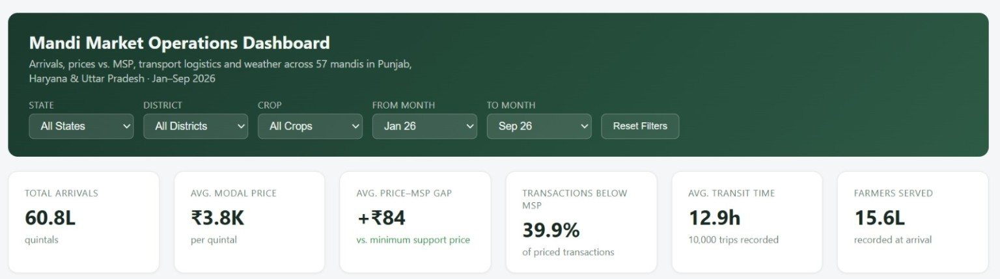 Mandi Market Operations Dashboard
Arrivals, prices vs. MSP, transport logistics and weather across 57 mandis in Punjab,
Haryana & Uttar Pradesh · Jan–Sep 2026
STATE
DISTRICT
CROP
FROM MONTH
TO MONTH
All States
All Districts
All Crops
Jan 26
Sep 26
Reset Filters
TOTAL ARRIVALS
60.8L
quintals
AVG. MODAL PRICE
₹3.8K
per quintal
AVG. PRICE–MSP GAP
+₹84
vs. minimum support price
TRANSACTIONS BELOW
MSP
39.9%
of priced transactions
AVG. TRANSIT TIME
12.9h
10,000 trips recorded
FARMERS SERVED
15.6L
recorded at arrival